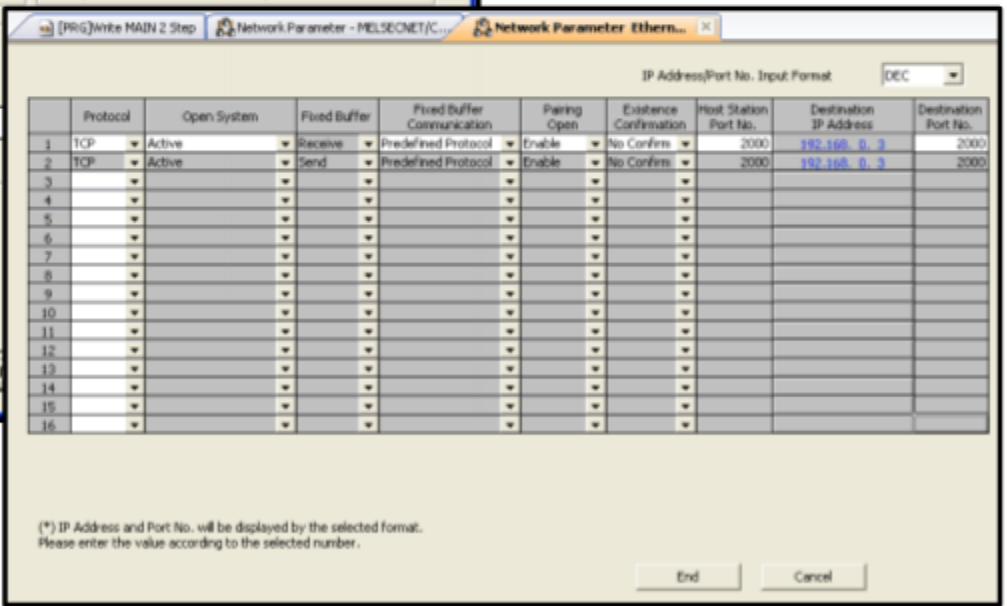 [PRG]Write MAIN 2 Step Network Parameter - MELSECNET/C... Network Parameter Ethern...
IP Address/Port No. Input Format DEC
Protocol Open System Fixed Buffer Fixed Buffer Communication Pairing Open Existence Confirmation Host Station Port No. Destination IP Address Destination Port No.
1 TCP Active Receive Predefined Protocol Enable No Confirm 2000 192.168. 0. 3 2000
2 TCP Active Send Predefined Protocol Enable No Confirm 2000 192.168. 0. 3 2000
3
4
5
6
7
8
9
10
11
12
13
14
15
16
(*) IP Address and Port No. will be displayed by the selected format.
Please enter the value according to the selected number.
End Cancel